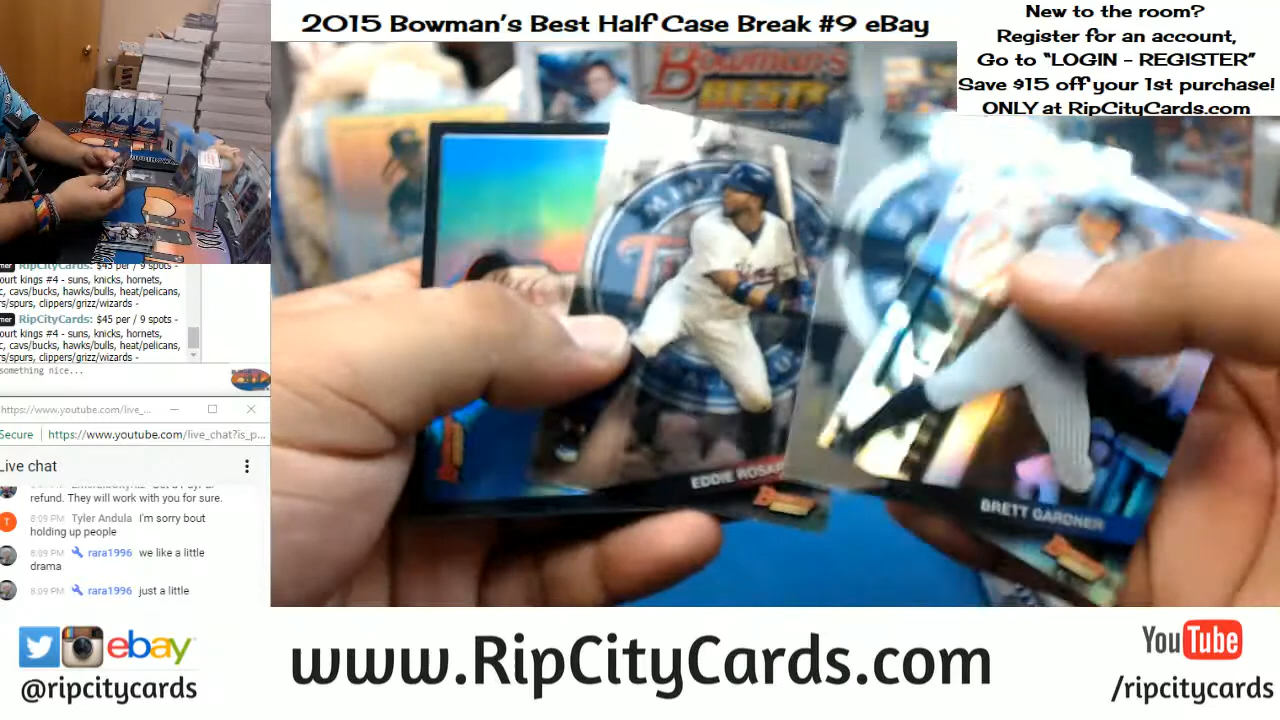 2015 Bowman's Best Half Case Break #9 eBay
New to the room?
Register for an account,
Go to "LOGIN - REGISTER"
Save $15 off your 1st purchase!
ONLY at RipCityCards.com
Bowman's
BEST
EDDIE ROSAR
BRETT GARDNER
RipCityCards: $45 per / 9 spots -
ourt kings #4 - suns, knicks, hornets,
c, cavs/bucks, hawks/bulls, heat/pelicans,
rs/spurs, clippers/grizz/wizards -
mer RipCityCards: $45 per / 9 spots -
ourt kings #4 - suns, knicks, hornets,
c, cavs/bucks, hawks/bulls, heat/pelicans,
rs/spurs, clippers/grizz/wizards -
something nice...
https://www.youtube.com/live_...
Secure https://www.youtube.com/live_chat?is_p...
Live chat
refund. They will work with you for sure.
T 8:09 PM Tyler Andula I'm sorry bout
holding up people
8:09 PM rara1996 we like a little
drama
8:09 PM rara1996 just a little
ebay
@ripcitycards
www.RipCityCards.com
YouTube
/ripcitycards